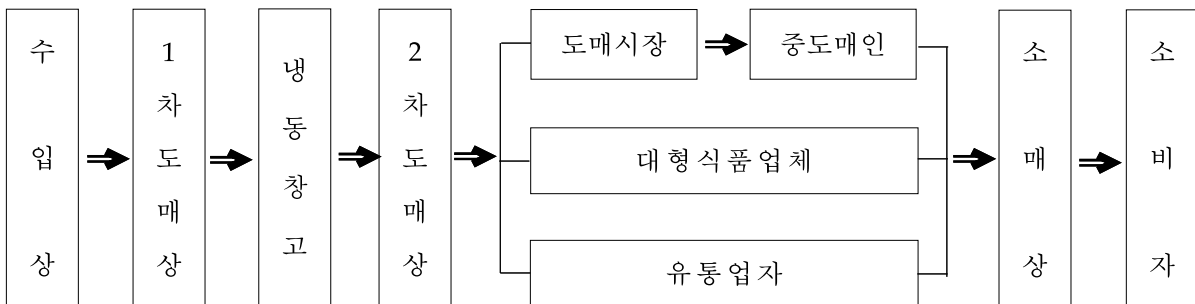 수입상
1차도매상
냉동창고
2차도매상
도매시장
중도매인
대형식품업체
유통업자
소매상
소비자